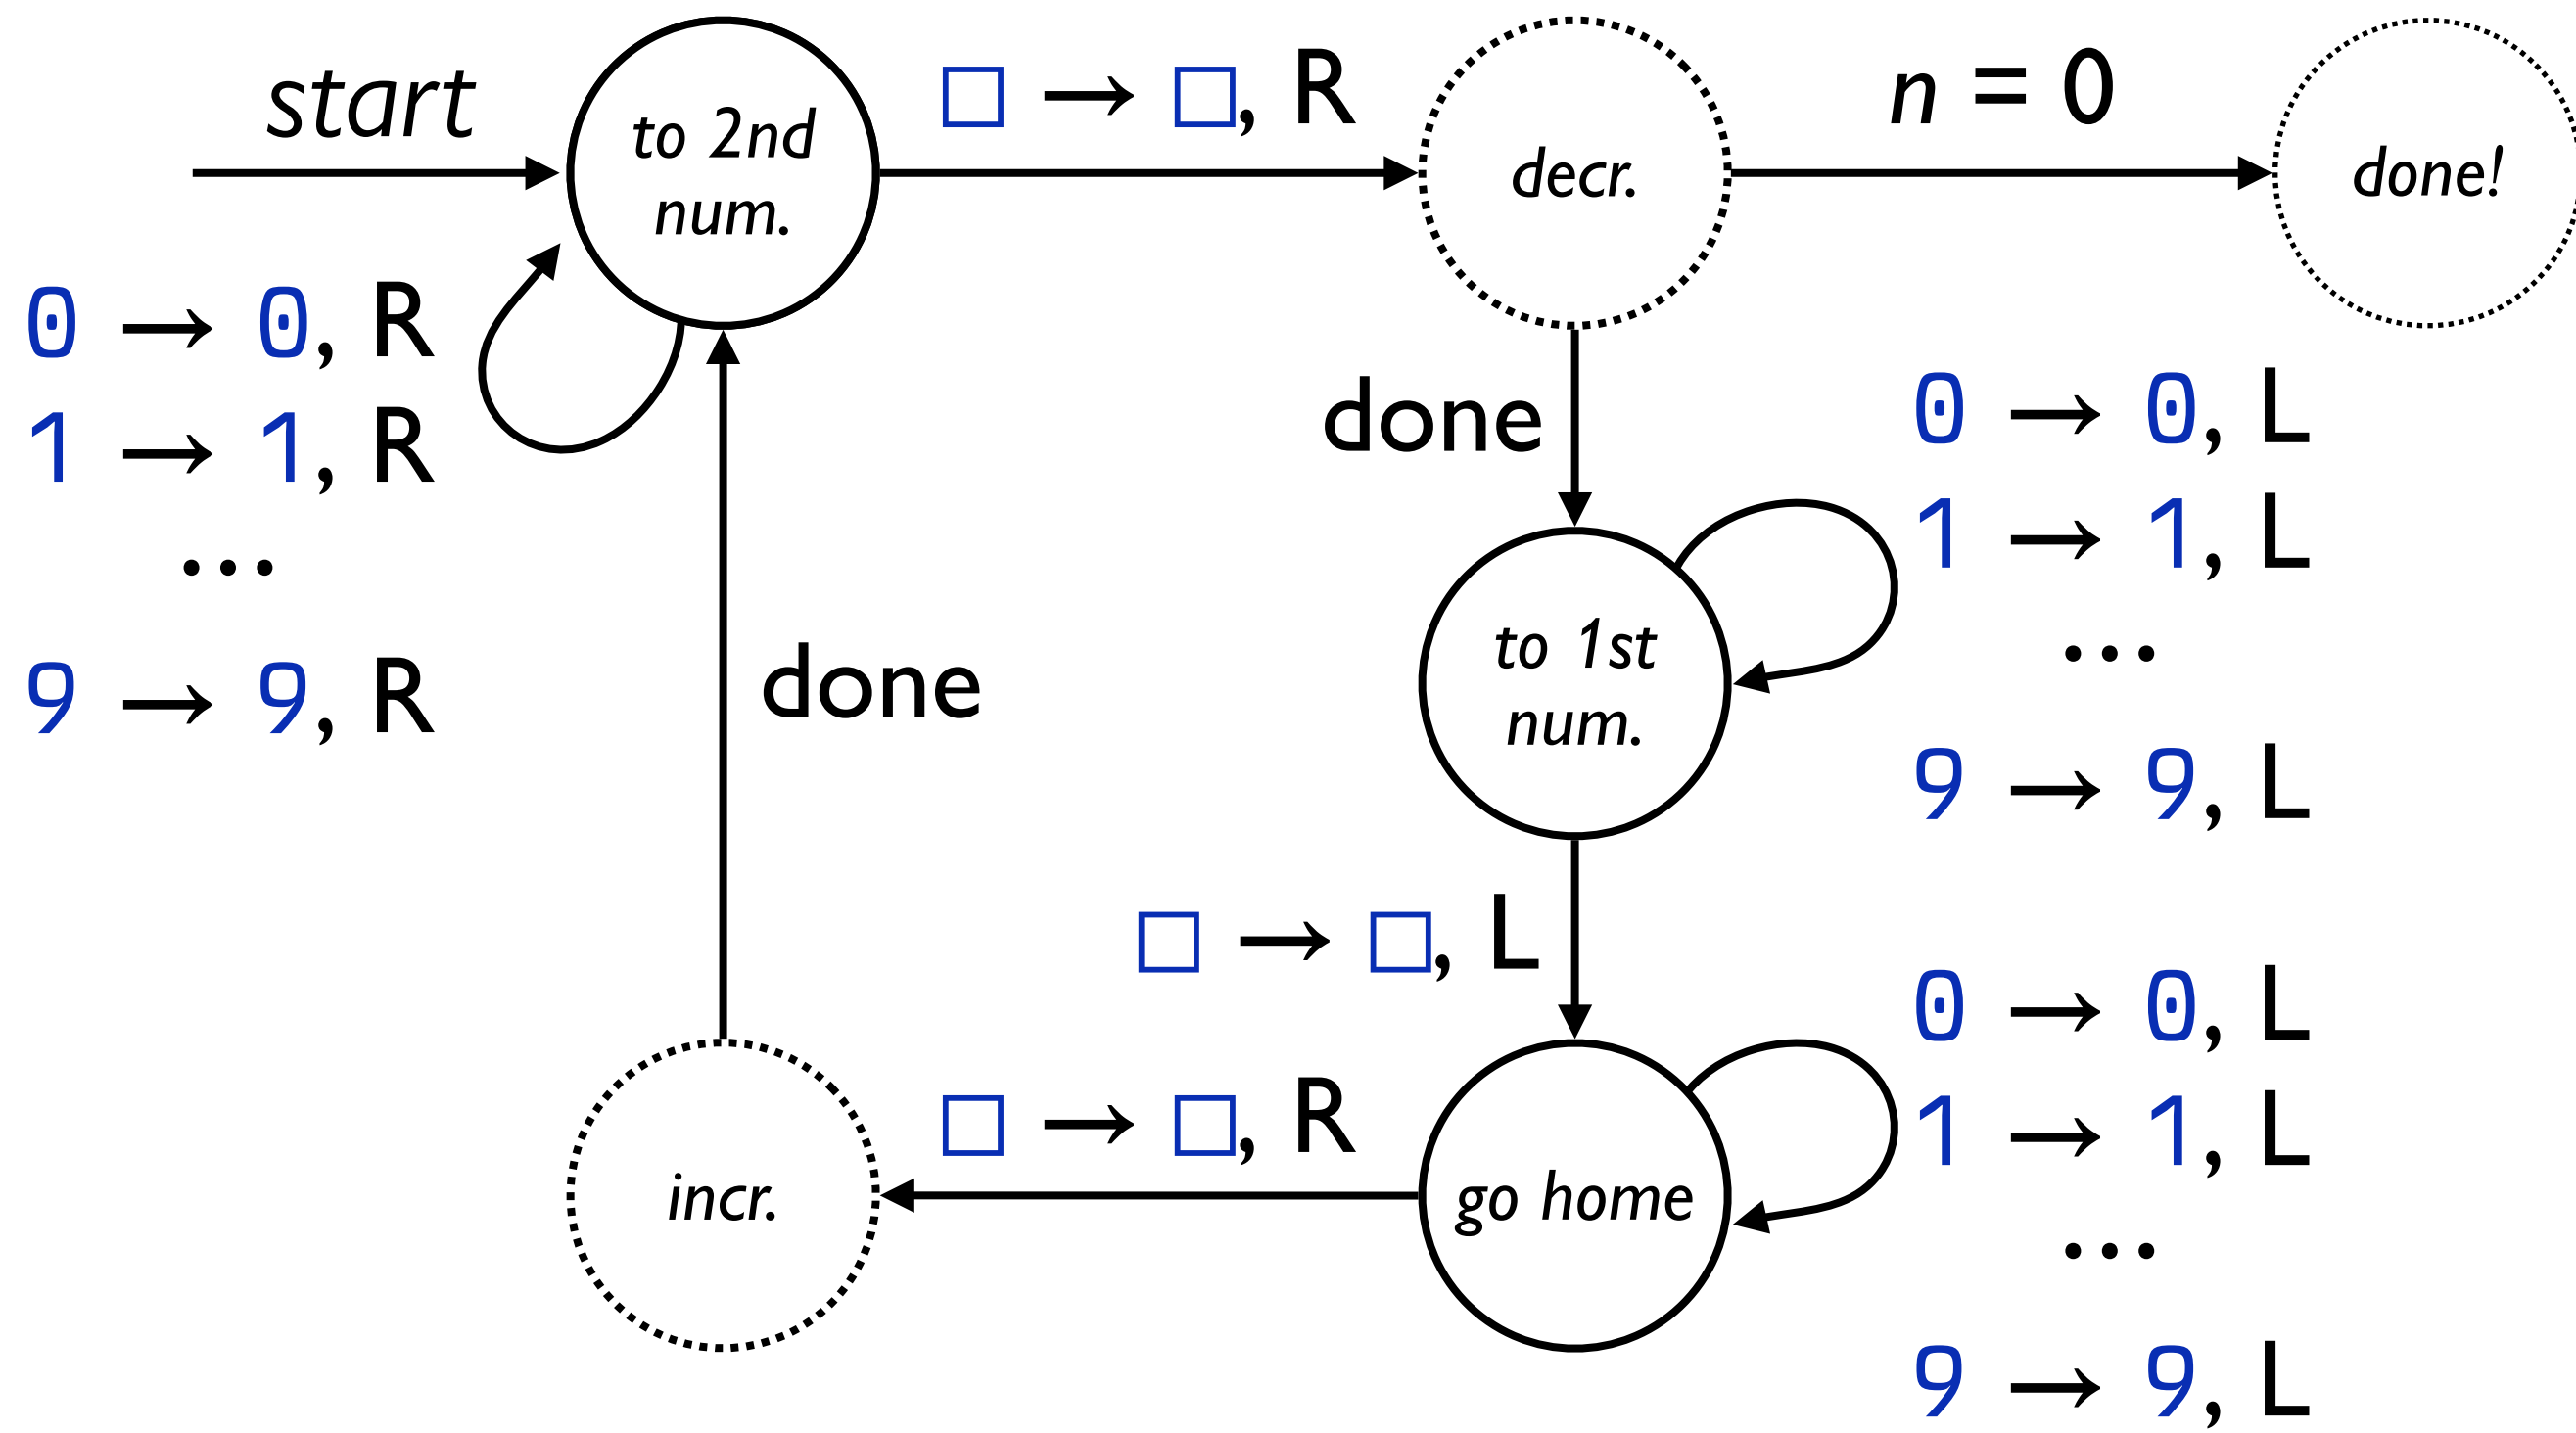 start
to 2nd
num.
□ → □, R
decr.
n = 0
done!
0 → 0, R
1 → 1, R
...
9 → 9, R
done
0 → 0, L
1 → 1, L
...
9 → 9, L
to 1st
num.
done
□ → □, L
0 → 0, L
1 → 1, L
...
9 → 9, L
□ → □, R
incr.
go home